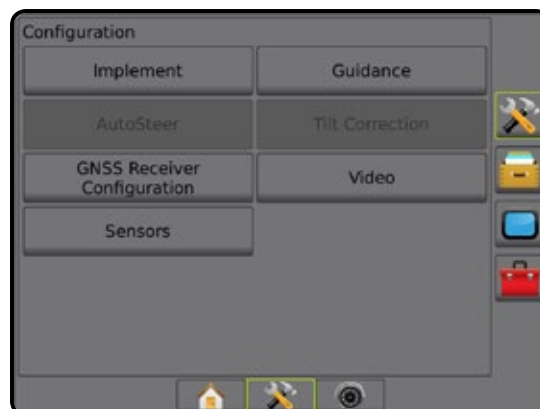 Configuration
Implement
Guidance
AutoSteer
Tilt Correction
GNSS Receiver
Configuration
Video
Sensors